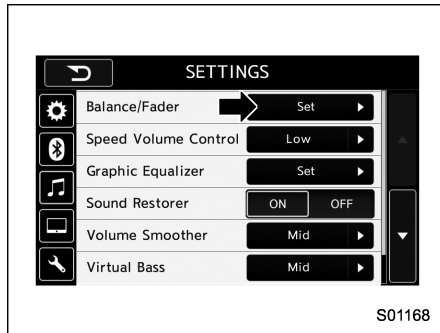 SETTINGS
Balance/Fader Set
Speed Volume Control Low
Graphic Equalizer Set
Sound Restorer ON OFF
Volume Smoother Mid
Virtual Bass Mid
S01168